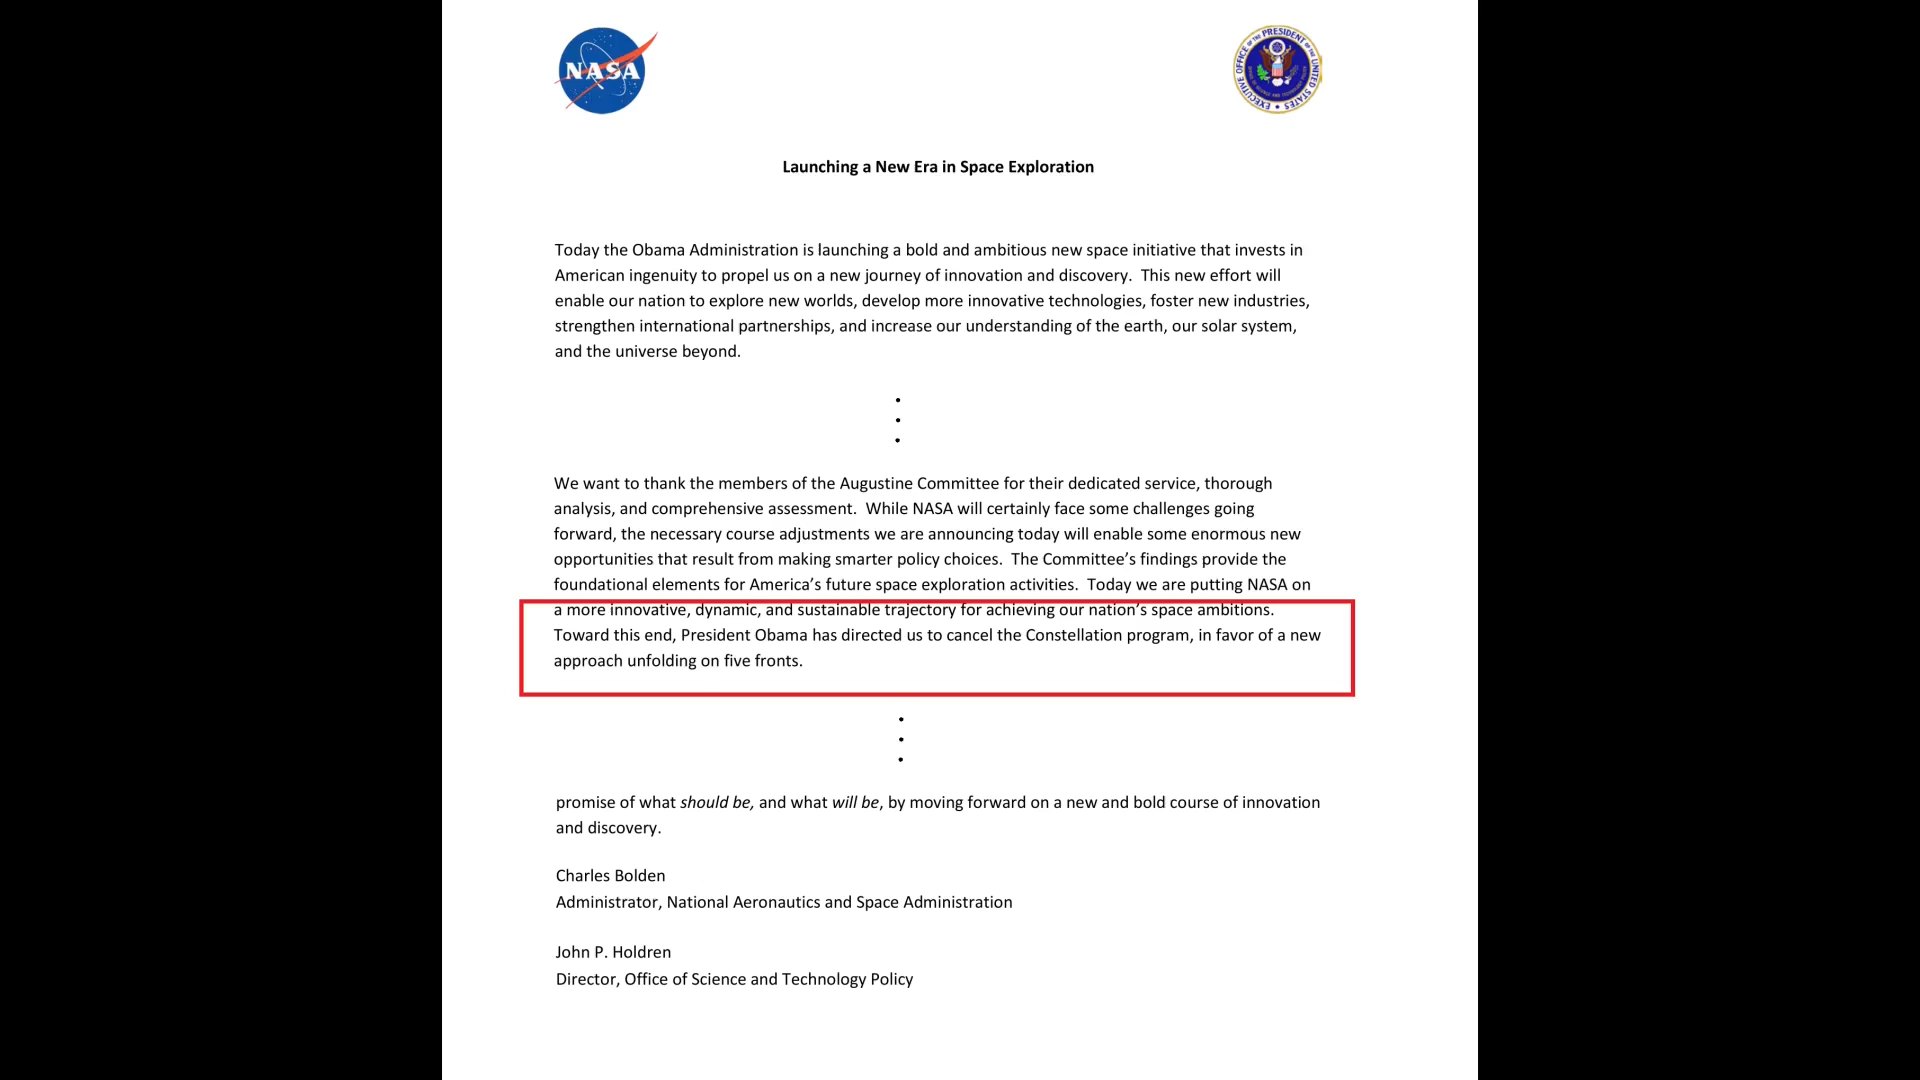 NASA
EXECUTIVE OFFICE OF THE PRESIDENT OF THE UNITED STATES
Launching a New Era in Space Exploration
Today the Obama Administration is launching a bold and ambitious new space initiative that invests in
American ingenuity to propel us on a new journey of innovation and discovery.  This new effort will
enable our nation to explore new worlds, develop more innovative technologies, foster new industries,
strengthen international partnerships, and increase our understanding of the earth, our solar system,
and the universe beyond.
We want to thank the members of the Augustine Committee for their dedicated service, thorough
analysis, and comprehensive assessment.  While NASA will certainly face some challenges going
forward, the necessary course adjustments we are announcing today will enable some enormous new
opportunities that result from making smarter policy choices.  The Committee’s findings provide the
foundational elements for America’s future space exploration activities.  Today we are putting NASA on
a more innovative, dynamic, and sustainable trajectory for achieving our nation’s space ambitions.
Toward this end, President Obama has directed us to cancel the Constellation program, in favor of a new
approach unfolding on five fronts.
promise of what should be, and what will be, by moving forward on a new and bold course of innovation
and discovery.
Charles Bolden
Administrator, National Aeronautics and Space Administration
John P. Holdren
Director, Office of Science and Technology Policy